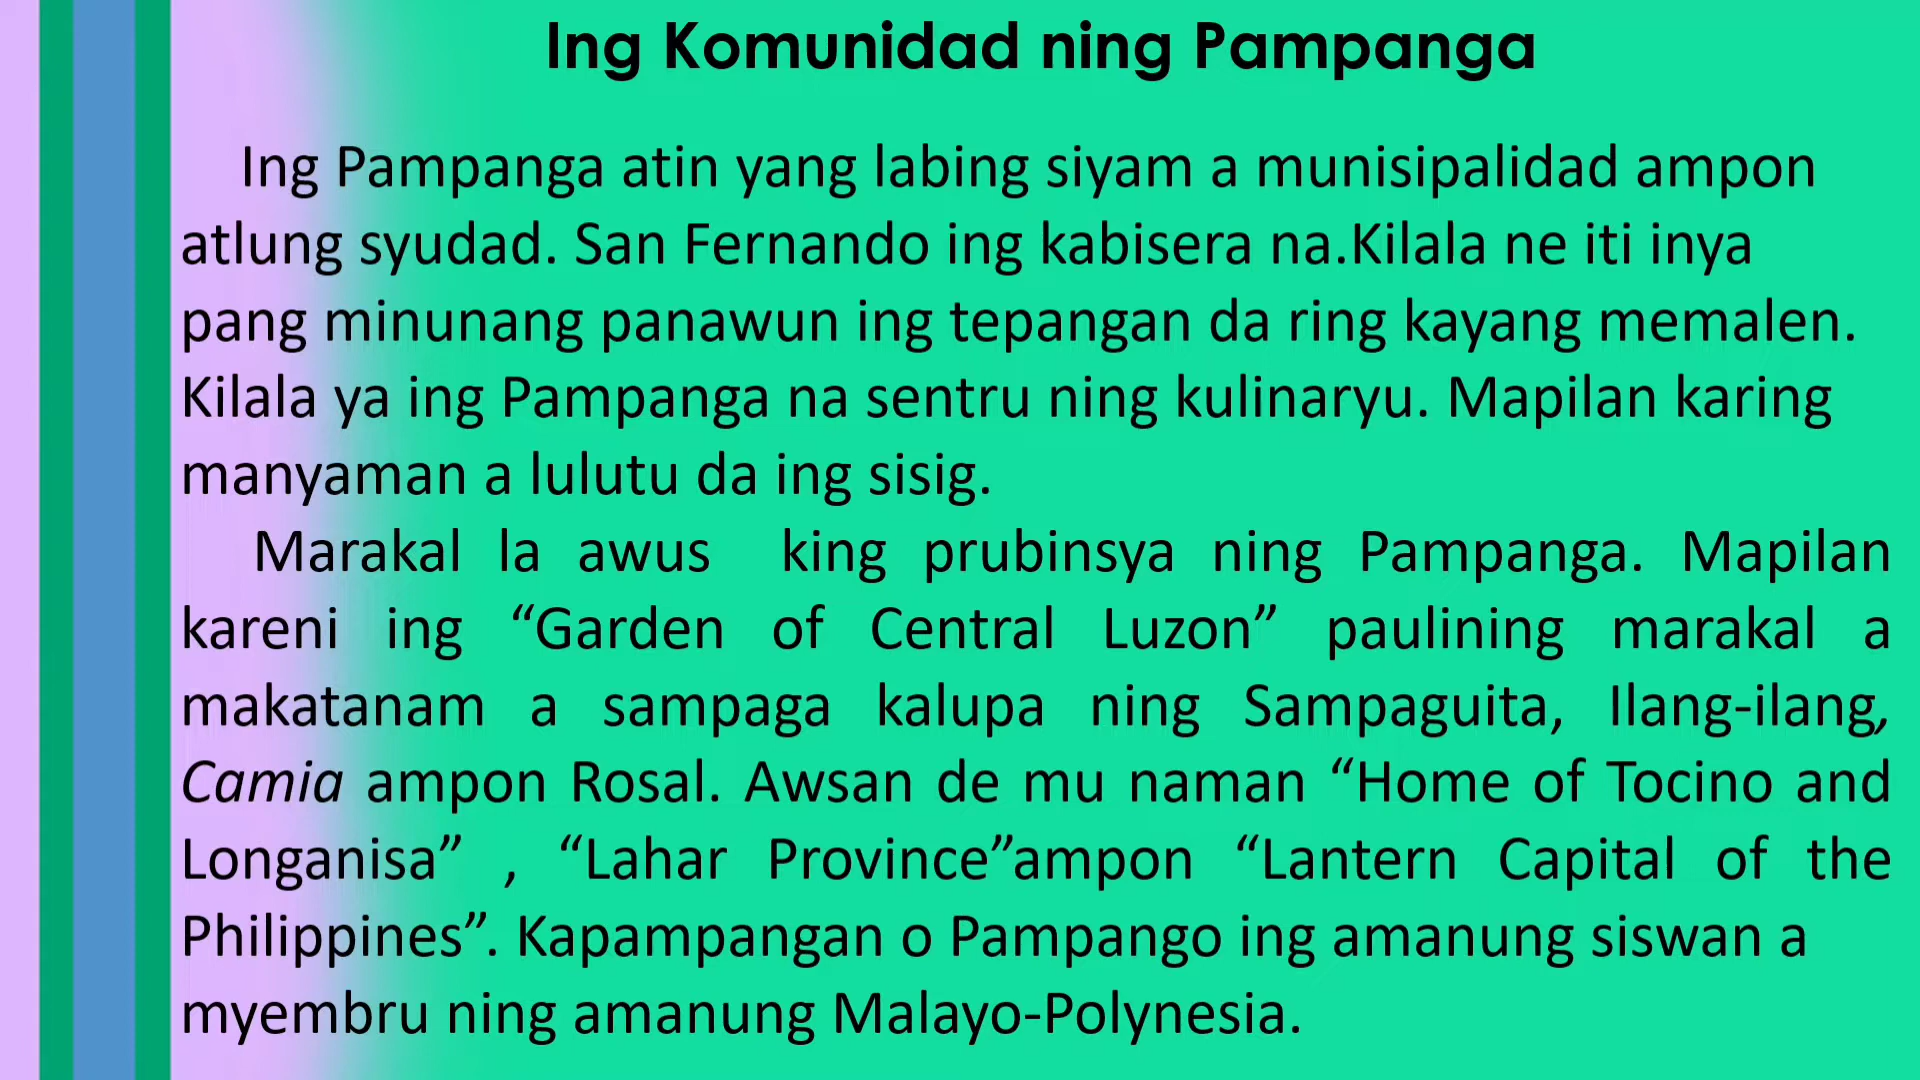 Ing Komunidad ning Pampanga
Ing Pampanga atin yang labing siyam a munisipalidad ampon
atlung syudad. San Fernando ing kabisera na.Kilala ne iti inya
pang minunang panawun ing tepangan da ring kayang memalen.
Kilala ya ing Pampanga na sentru ning kulinaryu. Mapilan karing
manyaman a lulutu da ing sisig.
Marakal la awus king prubinsya ning Pampanga. Mapilan
kareni ing “Garden of Central Luzon” paulining marakal a
makatanam a sampaga kalupa ning Sampaguita, Ilang-ilang,
Camia ampon Rosal. Awsan de mu naman “Home of Tocino and
Longanisa” , “Lahar Province”ampon “Lantern Capital of the
Philippines”. Kapampangan o Pampango ing amanung siswan a
myembru ning amanung Malayo-Polynesia.